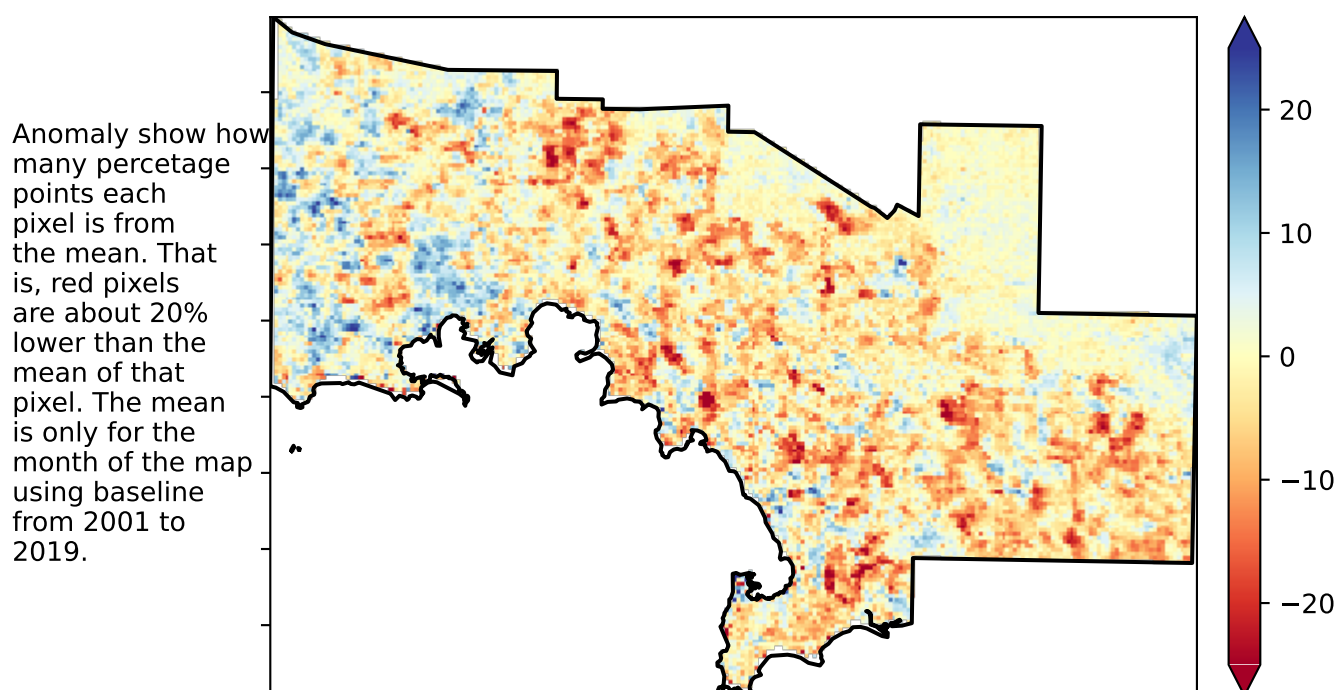 Anomaly show how
many percetage
points each
pixel is from
the mean. That
is, red pixels
are about 20%
lower than the
mean of that
pixel. The mean
is only for the
month of the map
using baseline
from 2001 to
2019.
20
10
0
−10
−20